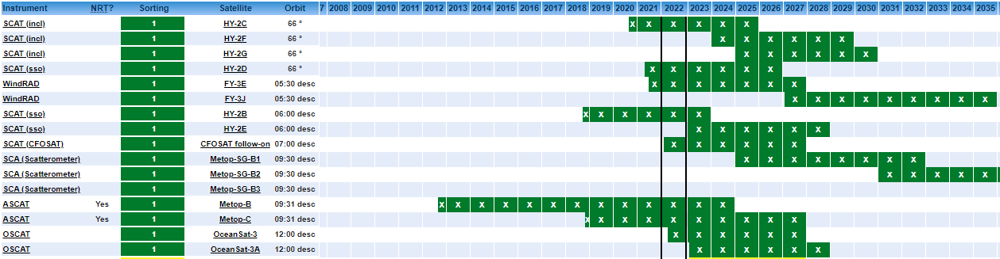 Instrument NRT? Sorting Satellite Orbit 7 2008 2009 2010 2011 2012 2013 2014 2015 2016 2017 2018 2019 2020 2021 2022 2023 2024 2025 2026 2027 2028 2029 2030 2031 2032 2033 2034 2035
SCAT (incl) 1 HY-2C 66 ° x x x x x x
SCAT (incl) 1 HY-2F 66 ° x x x x x x
SCAT (incl) 1 HY-2G 66 ° x x x x x x
SCAT (sso) 1 HY-2D 66 ° x x x x x x
WindRAD 1 FY-3E 05:30 desc x x x x x x x
WindRAD 1 FY-3J 05:30 desc x x x x x x x x x
SCAT (sso) 1 HY-2B 06:00 desc x x x x x x
SCAT (sso) 1 HY-2E 06:00 desc x x x x x x
SCAT (CFOSAT) 1 CFOSAT follow-on 07:00 desc x x x x x x
SCA (Scatterometer) 1 Metop-SG-B1 09:30 desc x x x x x x x x
SCA (Scatterometer) 1 Metop-SG-B2 09:30 desc x x x x x
SCA (Scatterometer) 1 Metop-SG-B3 09:30 desc
ASCAT Yes 1 Metop-B 09:31 desc x x x x x x x x x x x x x
ASCAT Yes 1 Metop-C 09:31 desc x x x x x x x x x x
OSCAT 1 OceanSat-3 12:00 desc x x x x x x
OSCAT 1 OceanSat-3A 12:00 desc x x x x x x